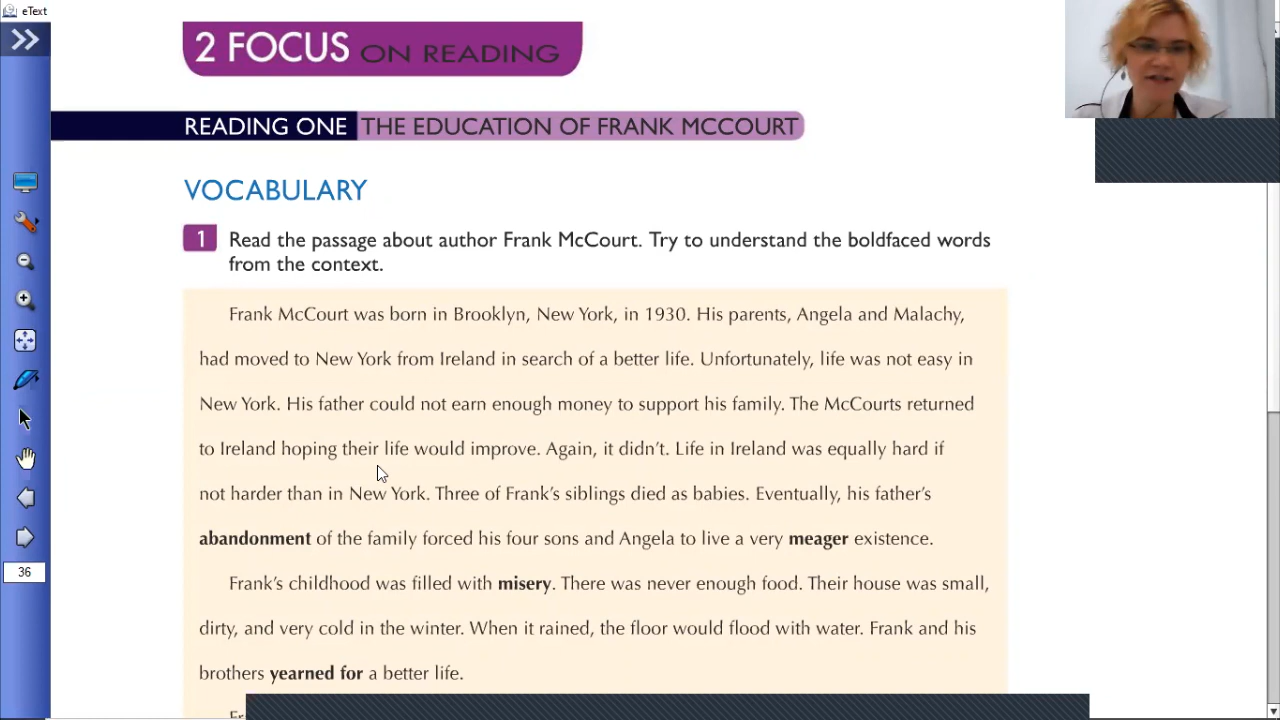 eText
2 FOCUS ON READING
READING ONE THE EDUCATION OF FRANK MCCOURT
VOCABULARY
1 Read the passage about author Frank McCourt. Try to understand the boldfaced words
from the context.
Frank McCourt was born in Brooklyn, New York, in 1930. His parents, Angela and Malachy,
had moved to New York from Ireland in search of a better life. Unfortunately, life was not easy in
New York. His father could not earn enough money to support his family. The McCourts returned
to Ireland hoping their life would improve. Again, it didn't. Life in Ireland was equally hard if
not harder than in New York. Three of Frank's siblings died as babies. Eventually, his father's
abandonment of the family forced his four sons and Angela to live a very meager existence.
Frank's childhood was filled with misery. There was never enough food. Their house was small,
dirty, and very cold in the winter. When it rained, the floor would flood with water. Frank and his
brothers yearned for a better life.
36